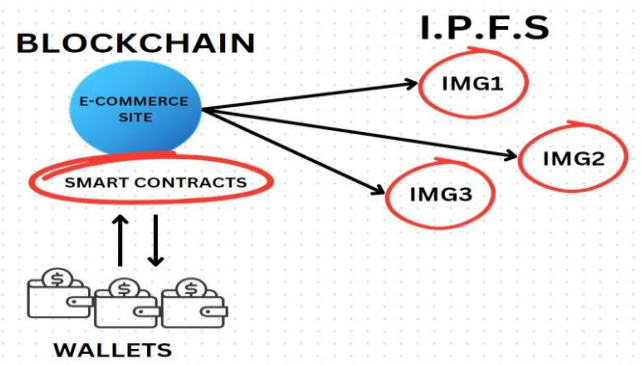 I.P.F.S
BLOCKCHAIN
E-COMMERCE
SITE
IMG1
IMG2
SMART CONTRACTS
IMG3
$
$
$
WALLETS